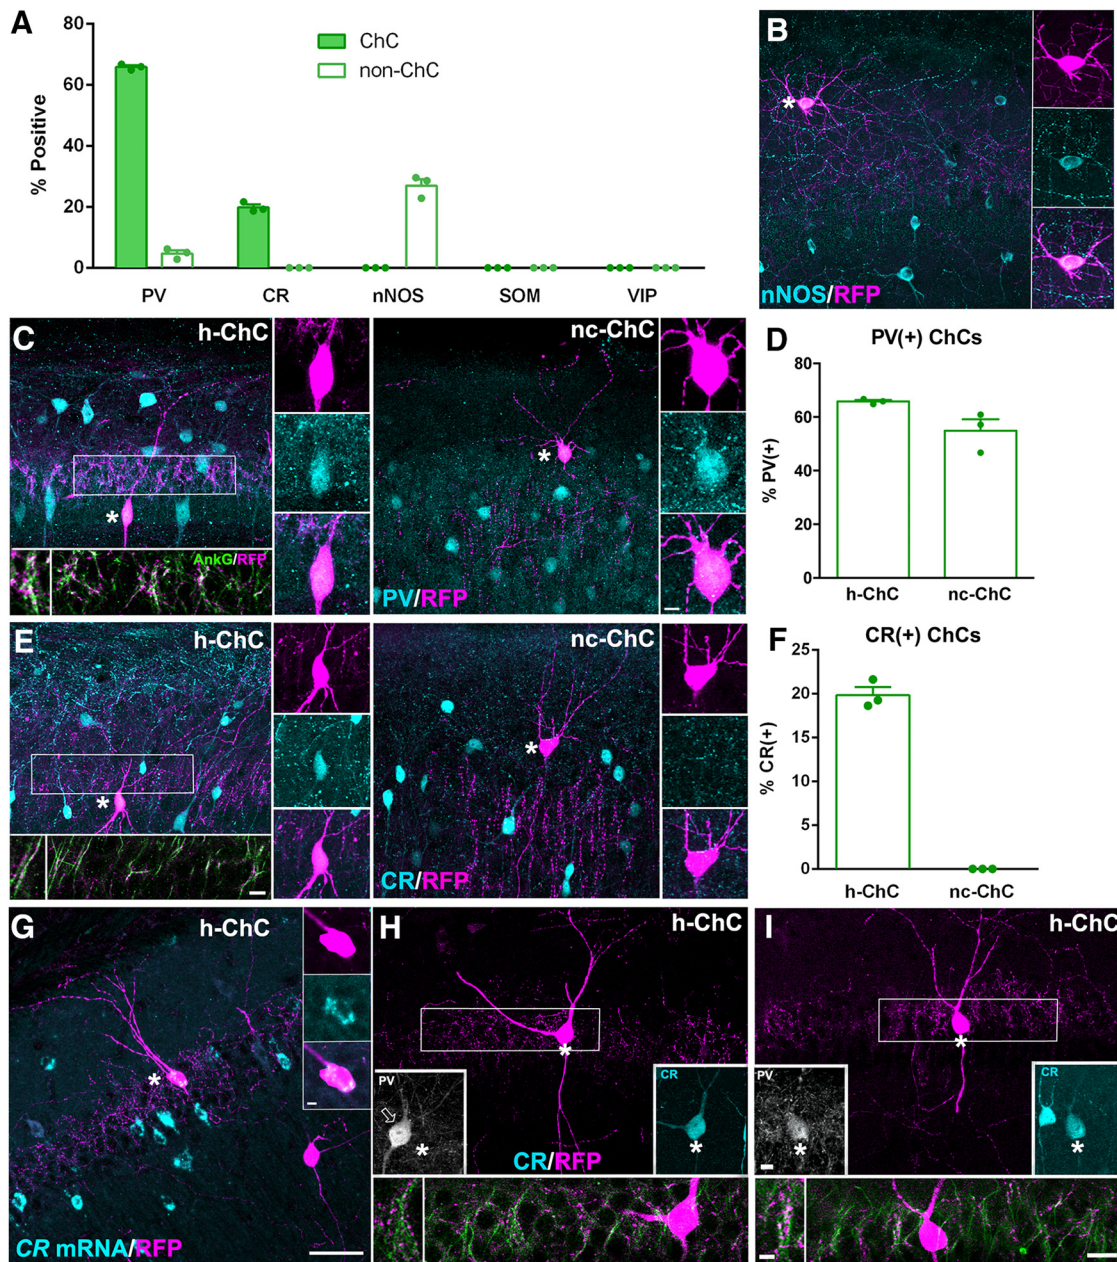 A
80
60
40
20
0
% Positive
ChC
non-ChC
PV CR nNOS SOM VIP
B
*
nNOS/RFP
C
h-ChC
*
AnkG/RFP
nc-ChC
*
PV/RFP
D
PV(+) ChCs
80
60
40
20
0
% PV(+)
h-ChC nc-ChC
E
h-ChC
*
nc-ChC
*
CR/RFP
F
CR(+) ChCs
25
20
15
10
5
0
% CR(+)
h-ChC nc-ChC
G
h-ChC
*
CR mRNA/RFP
H
h-ChC
*
PV
*
CR
*
CR/RFP
I
h-ChC
*
PV
*
CR
*